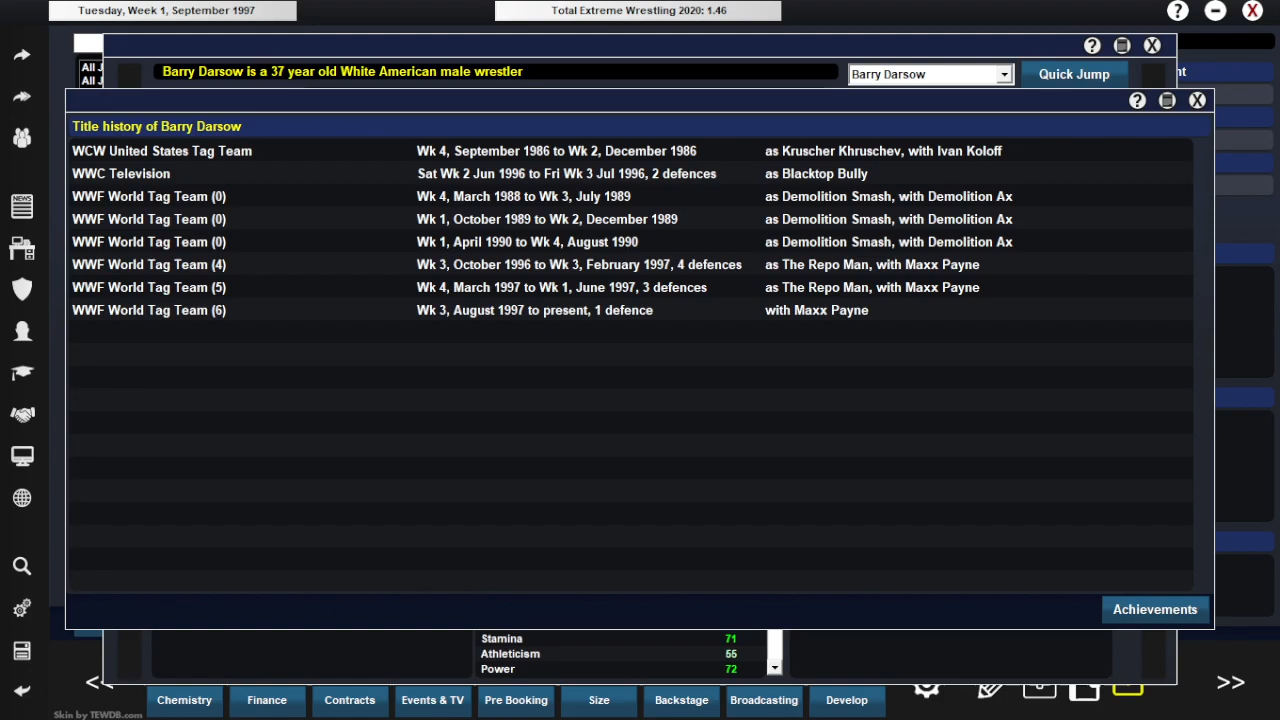 Tuesday, Week 1, September 1997
Total Extreme Wrestling 2020: 1.46
All J
All J
Barry Darsow is a 37 year old White American male wrestler
Barry Darsow
Quick Jump
Title history of Barry Darsow
WCW United States Tag Team Wk 4, September 1986 to Wk 2, December 1986 as Kruscher Khruschev, with Ivan Koloff
WWC Television Sat Wk 2 Jun 1996 to Fri Wk 3 Jul 1996, 2 defences as Blacktop Bully
WWF World Tag Team (0) Wk 4, March 1988 to Wk 3, July 1989 as Demolition Smash, with Demolition Ax
WWF World Tag Team (0) Wk 1, October 1989 to Wk 2, December 1989 as Demolition Smash, with Demolition Ax
WWF World Tag Team (0) Wk 1, April 1990 to Wk 4, August 1990 as Demolition Smash, with Demolition Ax
WWF World Tag Team (4) Wk 3, October 1996 to Wk 3, February 1997, 4 defences as The Repo Man, with Maxx Payne
WWF World Tag Team (5) Wk 4, March 1997 to Wk 1, June 1997, 3 defences as The Repo Man, with Maxx Payne
WWF World Tag Team (6) Wk 3, August 1997 to present, 1 defence with Maxx Payne
Achievements
Stamina 71
Athleticism 55
Power 72
<< Chemistry Finance Contracts Events & TV Pre Booking Size Backstage Broadcasting Develop >>
Skin by TEWDB.com